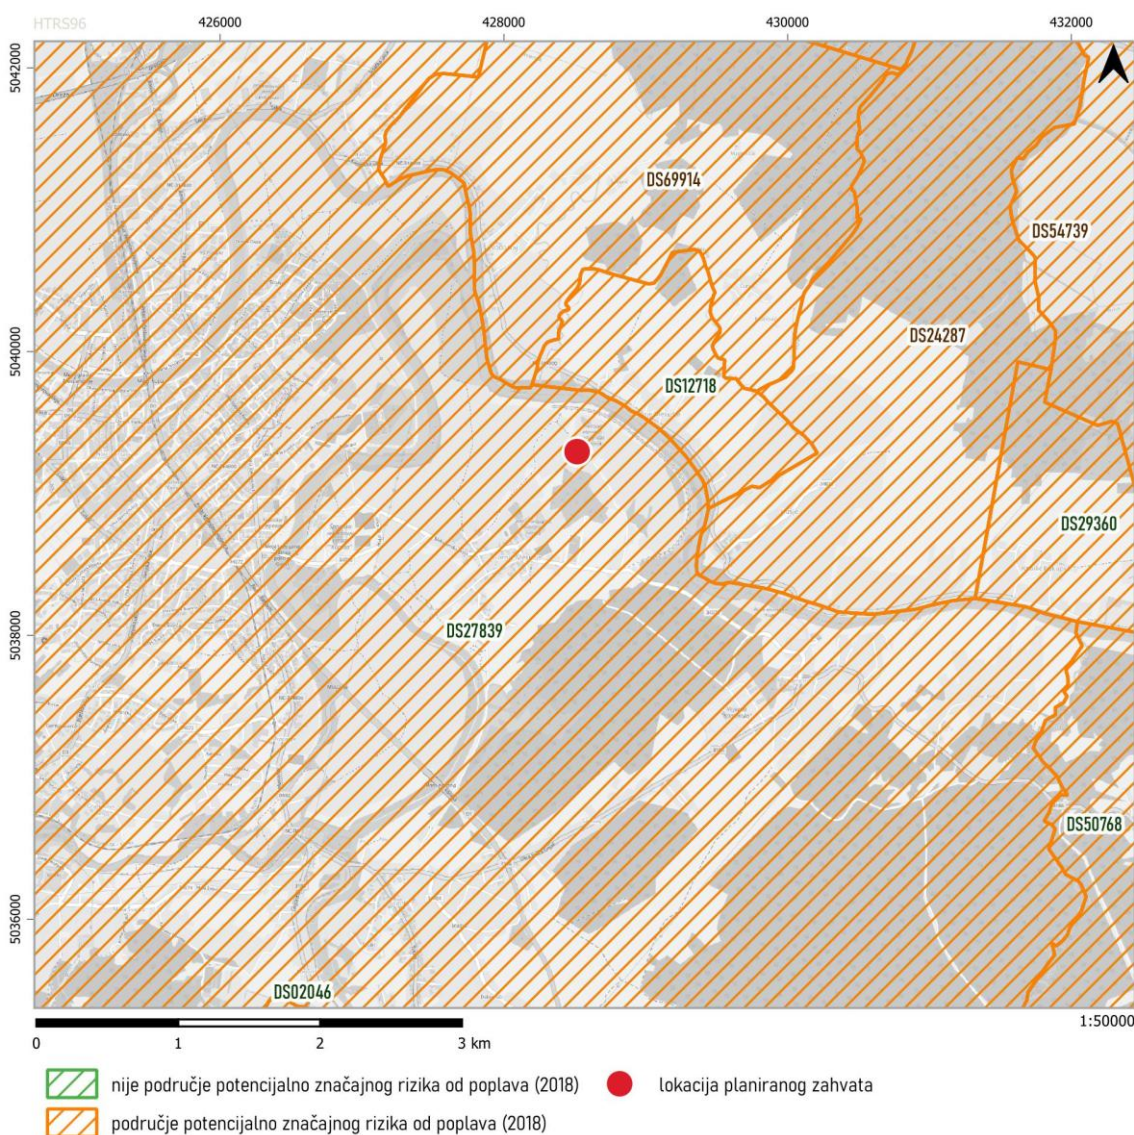 HTRS96
426000 428000 430000 432000
5042000
DS69914
DS54739
5040000
DS24287
DS12718
DS29360
5038000
DS27839
DS50768
5036000
DS02046
1:50000
0 1 2 3 km
nije područje potencijalno značajnog rizika od poplava (2018)
lokacija planiranog zahvata
područje potencijalno značajnog rizika od poplava (2018)